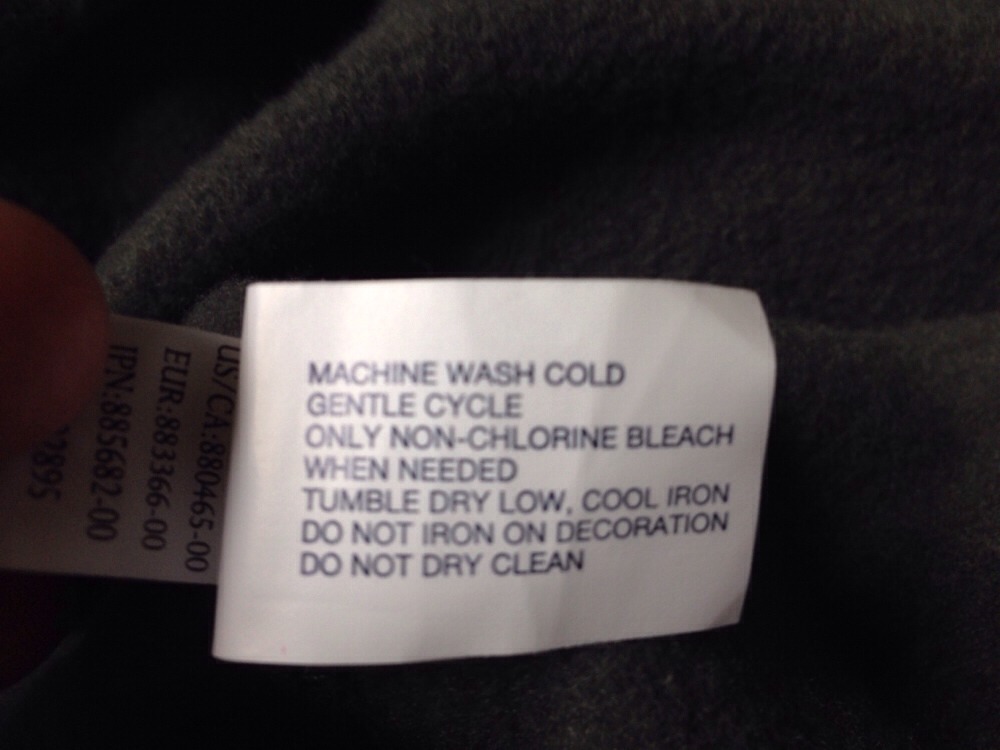 MACHINE WASH COLD
GENTLE CYCLE
ONLY NON-CHLORINE BLEACH
WHEN NEEDED
TUMBLE DRY LOW, COOL IRON
DO NOT IRON ON DECORATION
DO NOT DRY CLEAN
US/CA:880465-00
EUR:883366-00
JPN:885682-00